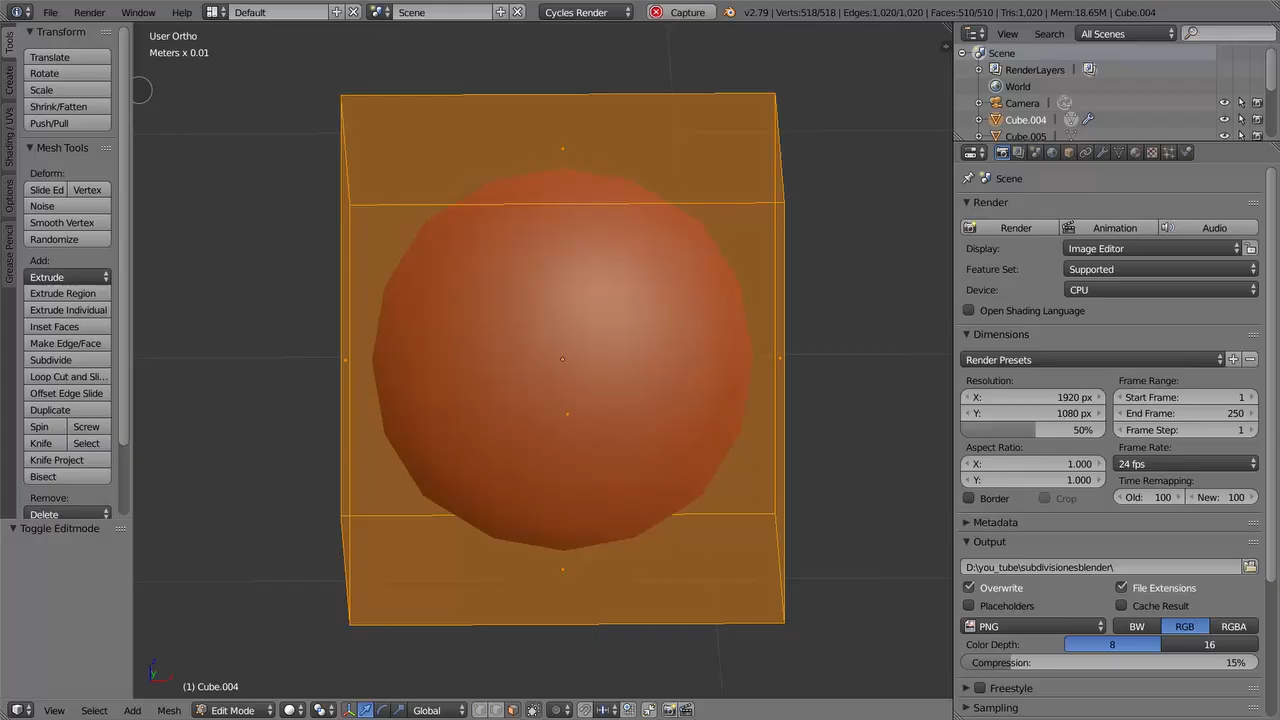 File Render Window Help Default Scene Cycles Render Capture v2.79 | Verts:518/518 | Edges:1,020/1,020 | Faces:510/510 | Tris:1,020 | Mem:18.65M | Cube.004
Tools
Create
Shading / UVs
Options
Grease Pencil
Transform
Translate
Rotate
Scale
Shrink/Fatten
Push/Pull
Mesh Tools
Deform:
Slide Ed Vertex
Noise
Smooth Vertex
Randomize
Add:
Extrude
Extrude Region
Extrude Individual
Inset Faces
Make Edge/Face
Subdivide
Loop Cut and Sli...
Offset Edge Slide
Duplicate
Spin Screw
Knife Select
Knife Project
Bisect
Remove:
Delete
Toggle Editmode
User Ortho
Meters x 0.01
(1) Cube.004
View Select Add Mesh Edit Mode Global
View Search All Scenes
Scene
RenderLayers
World
Camera
Cube.004
Cube.005
Scene
Render
Render Animation Audio
Display: Image Editor
Feature Set: Supported
Device: CPU
Open Shading Language
Dimensions
Render Presets
Resolution: Frame Range:
X: 1920 px Start Frame: 1
Y: 1080 px End Frame: 250
50% Frame Step: 1
Aspect Ratio: Frame Rate:
X: 1.000 24 fps
Y: 1.000 Time Remapping:
Border Crop Old: 100 New: 100
Metadata
Output
D:\you_tube\subdivisionesblender\
Overwrite File Extensions
Placeholders Cache Result
PNG BW RGB RGBA
Color Depth: 8 16
Compression: 15%
Freestyle
Sampling